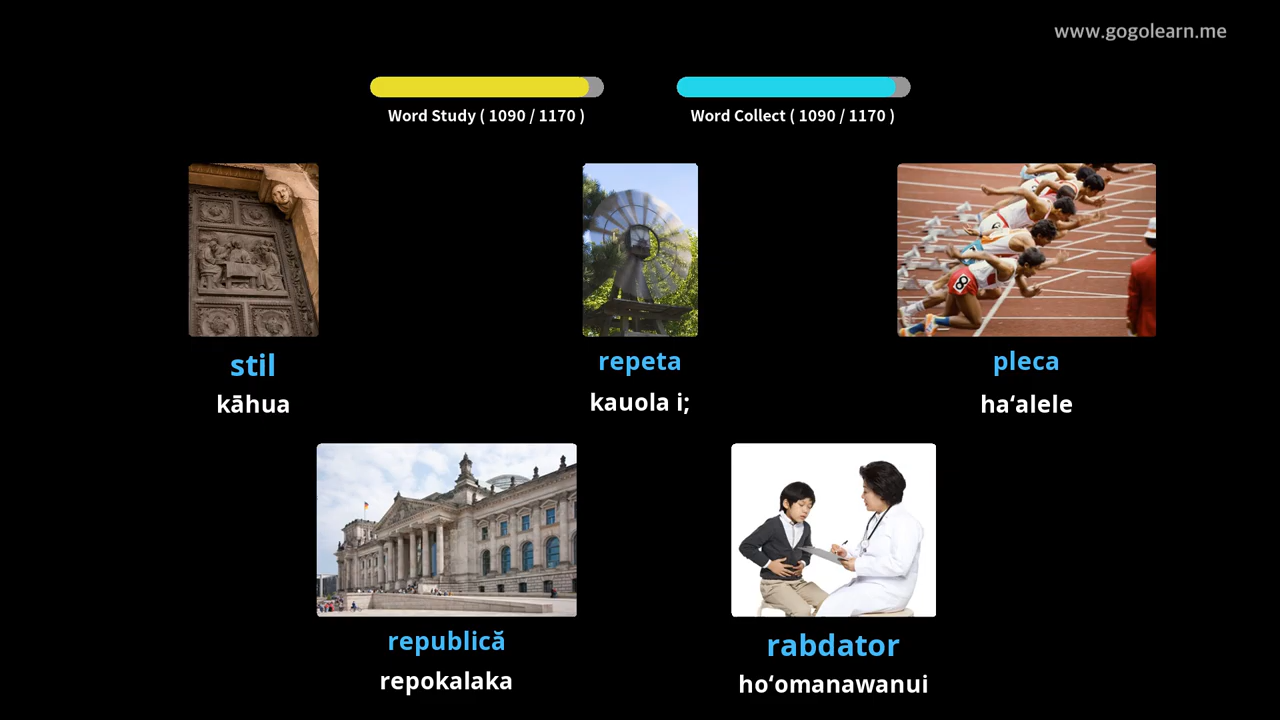 www.gogolearn.me
Word Study ( 1090 / 1170 )
Word Collect ( 1090 / 1170 )
stil
kāhua
repeta
kauola i;
pleca
haʻalele
republică
repokalaka
rabdator
hoʻomanawanui